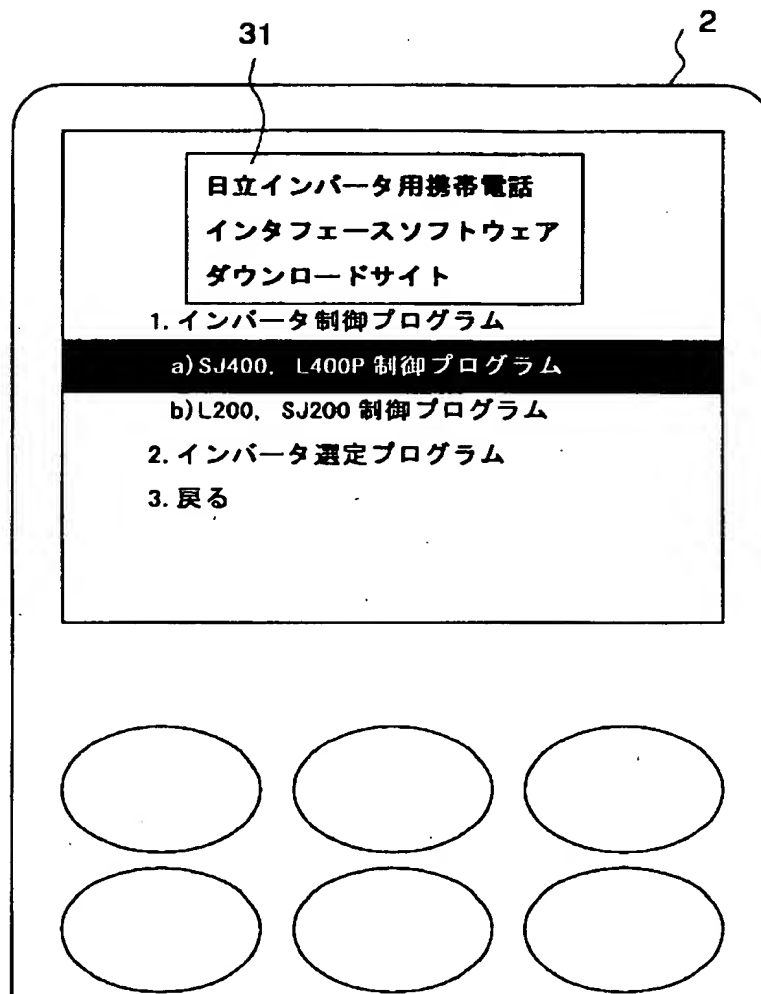 31
2
日立インバータ用携帯電話
インタフェースソフトウェア
ダウンロードサイト
1. インバータ制御プログラム
a)SJ400, L400P 制御プログラム
b)L200, SJ200 制御プログラム
2. インバータ選定プログラム
3. 戻る